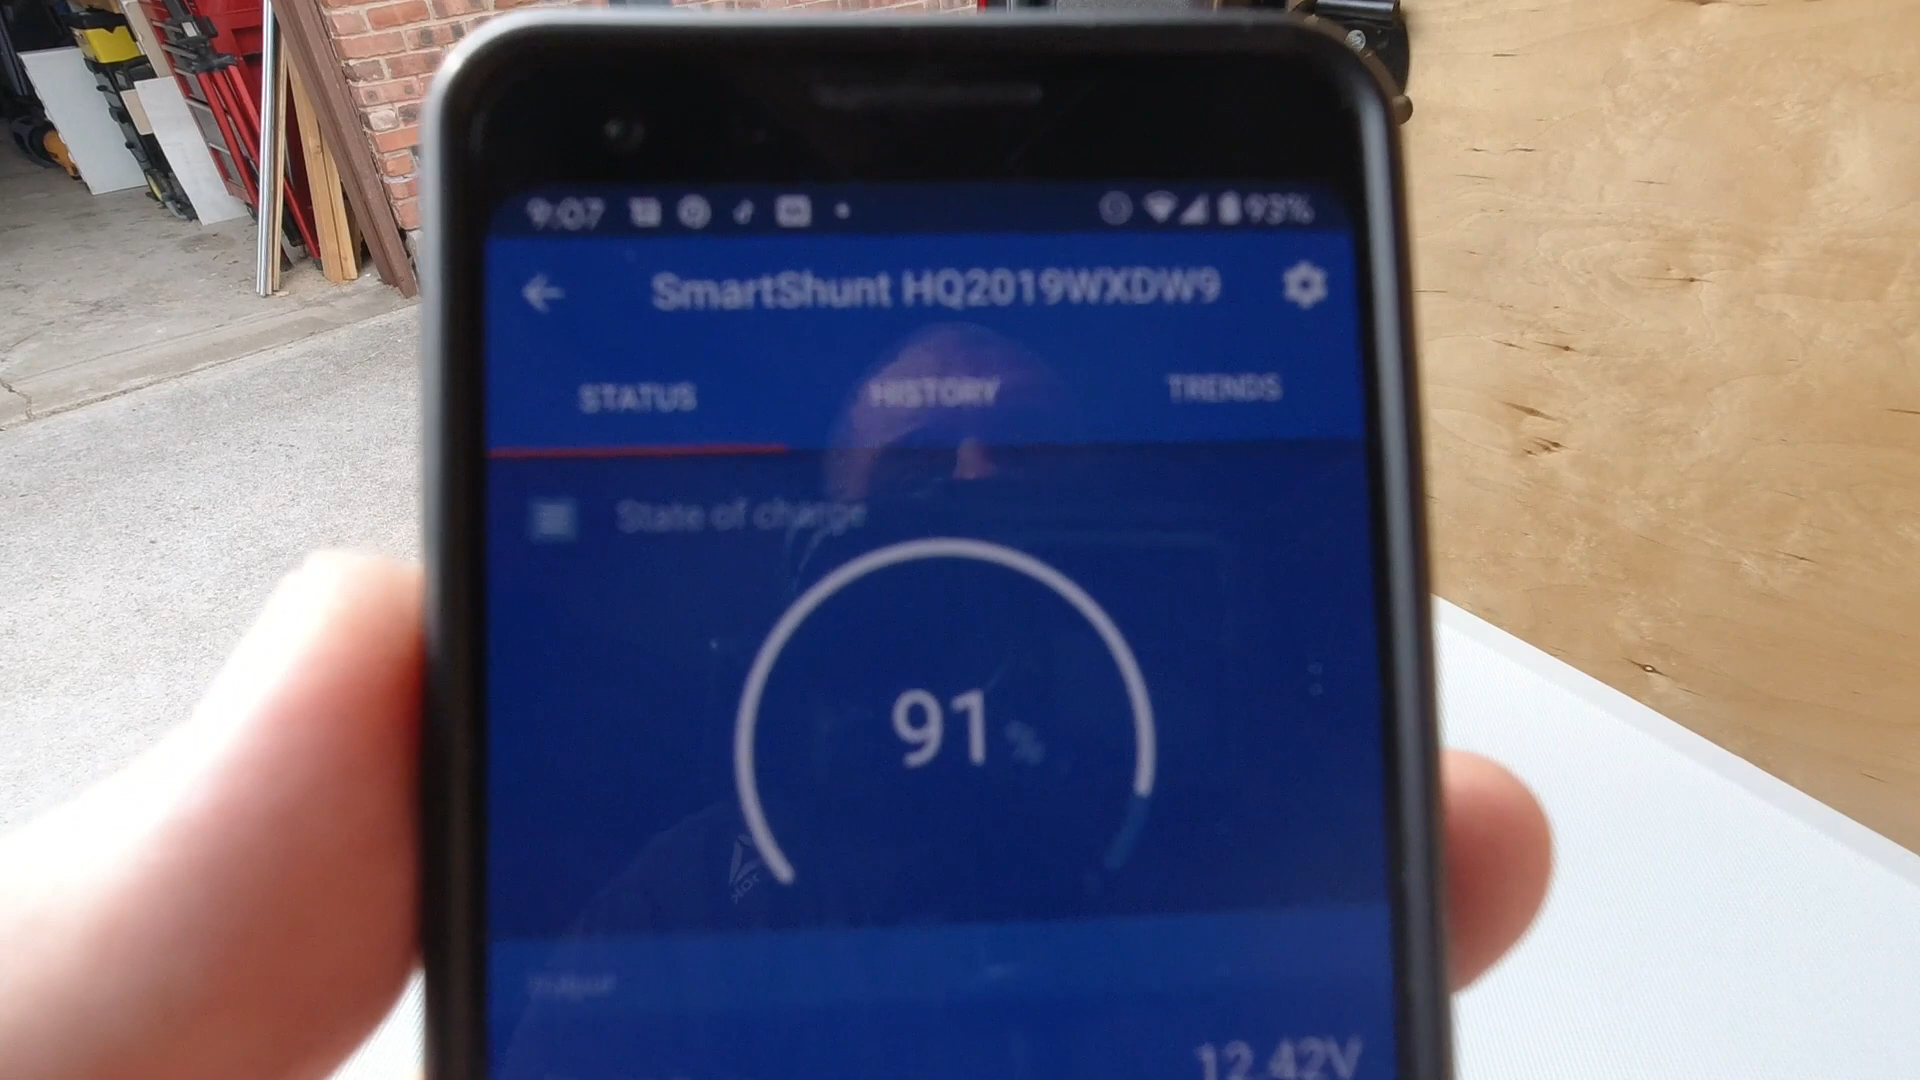 9:07 93%
SmartShunt HQ2019WXDW9
STATUS HISTORY TRENDS
State of charge
91 %
12.42V